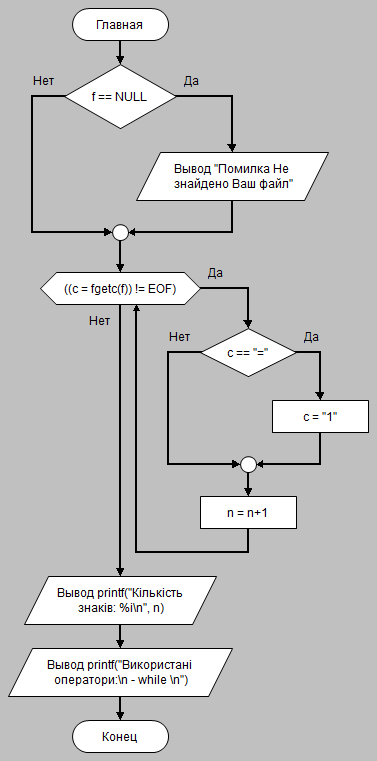 Главная
f == NULL
Нет
Да
Вывод "Помилка Не
знайдено Ваш файл"
((c = fgetc(f)) != EOF)
Да
Нет
c == "="
Нет
Да
c = "1"
n = n+1
Вывод printf("Кількість
знаків: %i\n", n)
Вывод printf("Використані
оператори:\n - while \n")
Конец